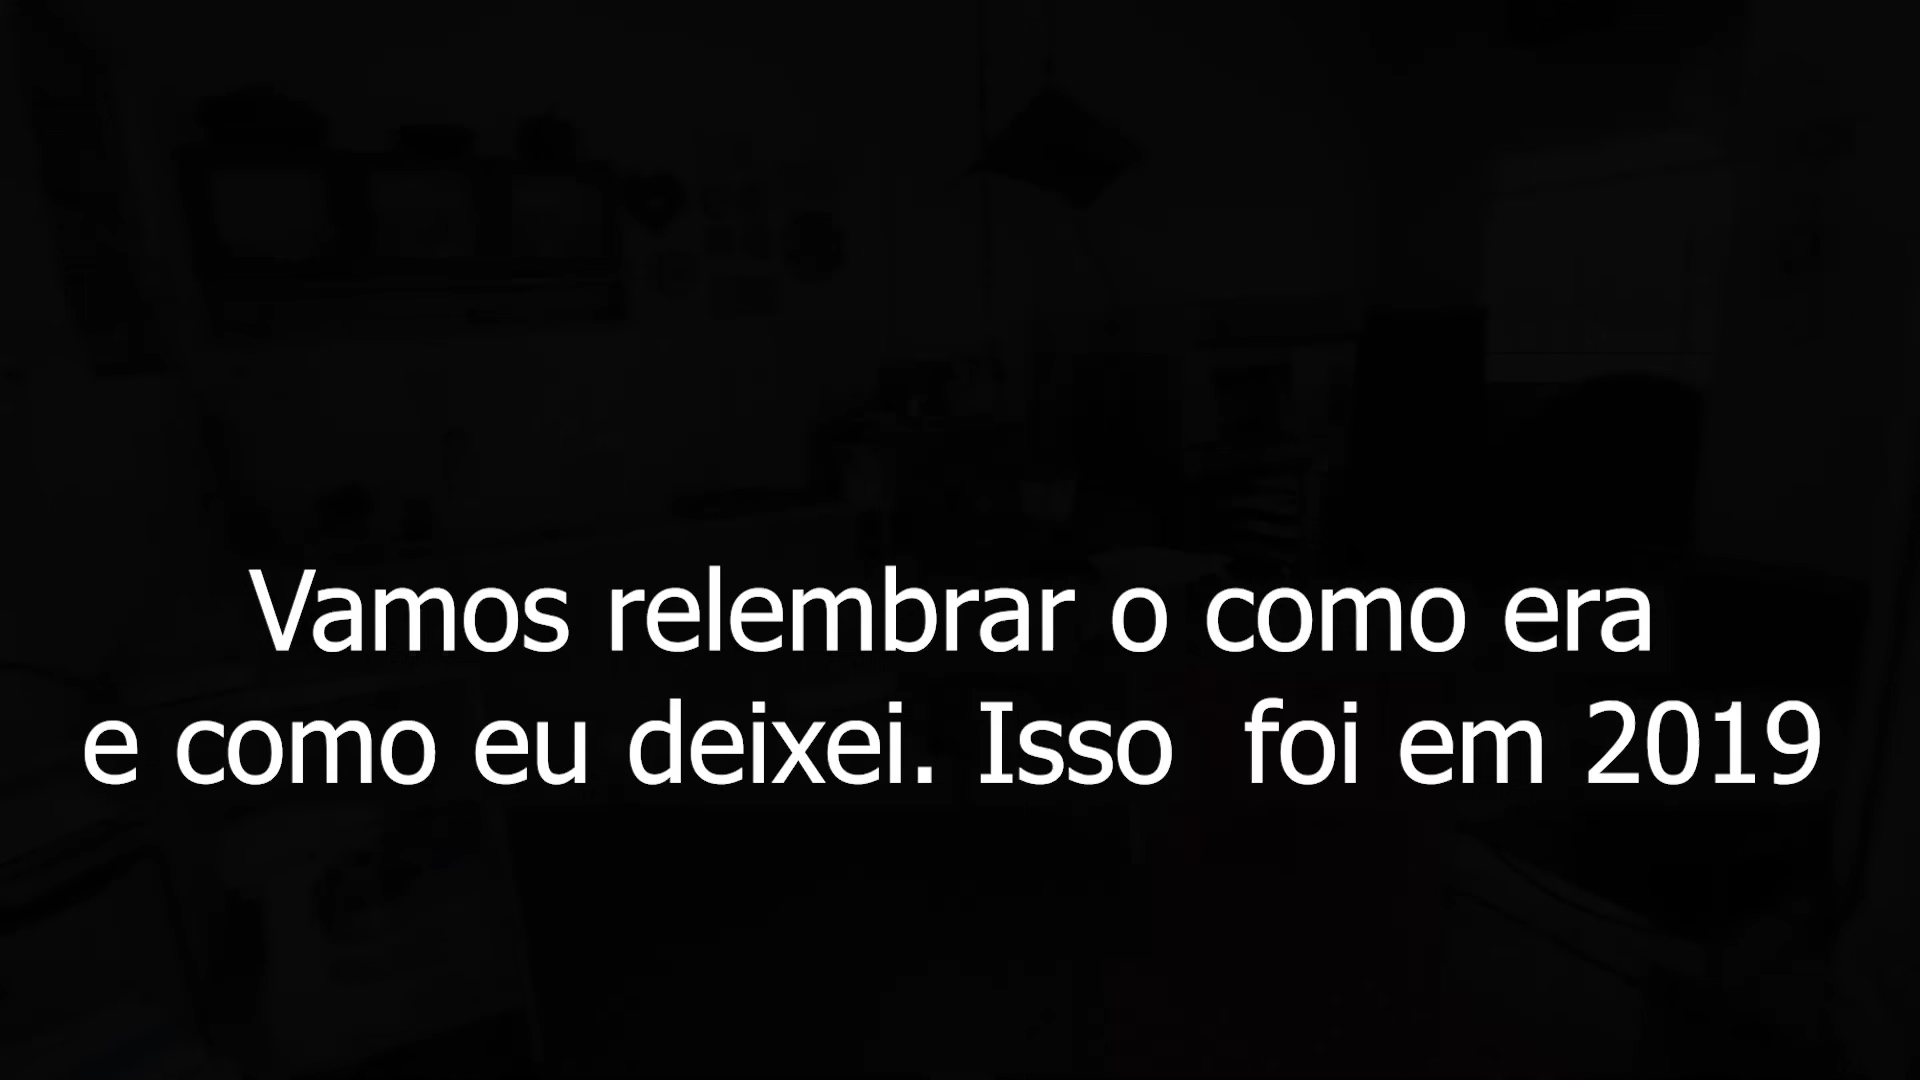 Vamos relembrar o como era
e como eu deixei. Isso  foi em 2019